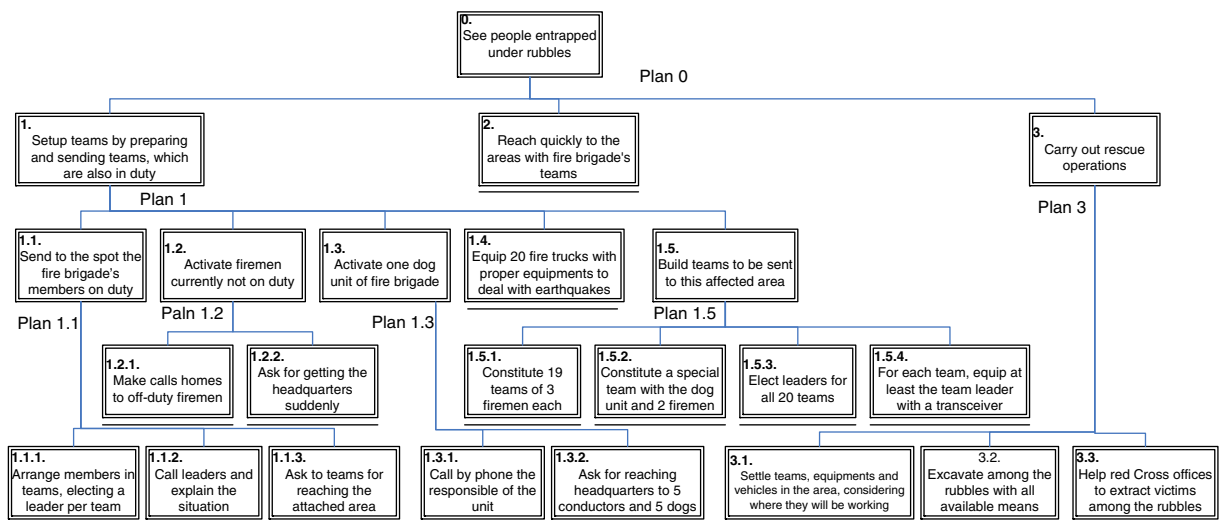 0.
See people entrapped
under rubbles
Plan 0
1.
Setup teams by preparing
and sending teams, which
are also in duty
2.
Reach quickly to the
areas with fire brigade's
teams
3.
Carry out rescue
operations
Plan 1
Plan 3
1.1.
Send to the spot the
fire brigade's
members on duty
1.2.
Activate firemen
currently not on duty
1.3.
Activate one dog
unit of fire brigade
1.4.
Equip 20 fire trucks with
proper equipments to
deal with earthquakes
1.5.
Build teams to be sent
to this affected area
Plan 1.1
Paln 1.2
Plan 1.3
Plan 1.5
1.2.1.
Make calls homes
to off-duty firemen
1.2.2.
Ask for getting the
headquarters
suddenly
1.5.1.
Constitute 19
teams of 3
firemen each
1.5.2.
Constitute a special
team with the dog
unit and 2 firemen
1.5.3.
Elect leaders for
all 20 teams
1.5.4.
For each team, equip at
least the team leader
with a transceiver
1.1.1.
Arrange members in
teams, electing a
leader per team
1.1.2.
Call leaders and
explain the
situation
1.1.3.
Ask to teams for
reaching the
attached area
1.3.1.
Call by phone the
responsible of the
unit
1.3.2.
Ask for reaching
headquarters to 5
conductors and 5 dogs
3.1.
Settle teams, equipments and
vehicles in the area, considering
where they will be working
3.2.
Excavate among the
rubbles with all
available means
3.3.
Help red Cross offices
to extract victims
among the rubbles